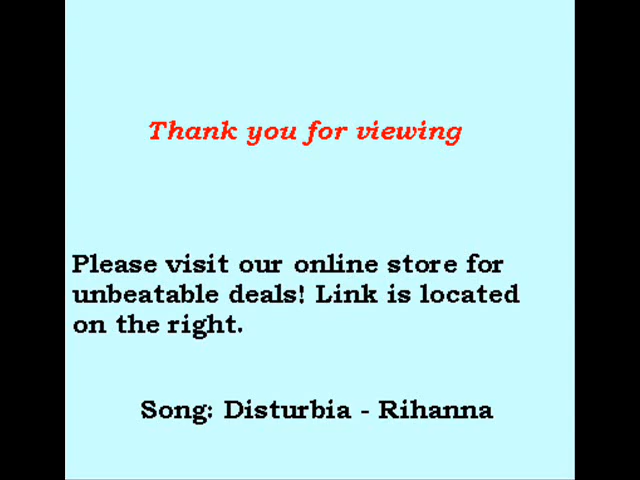 Thank you for viewing
Please visit our online store for
unbeatable deals! Link is located
on the right.
Song: Disturbia - Rihanna